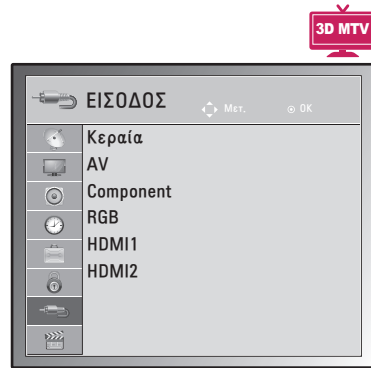 3D MTV
ΕΙΣΟΔΟΣ Μετ. OK
Κεραία
AV
Component
RGB
HDMI1
HDMI2